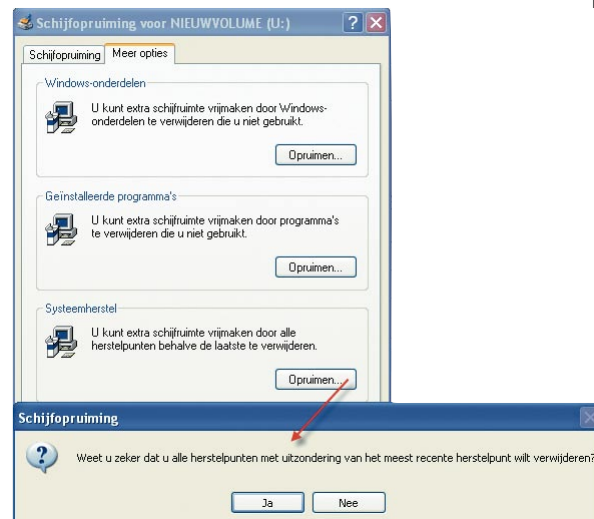 Schijfopruiming voor NIEUWVOLUME (U:)
Schijfopruiming
Meer opties
Windows-onderdelen
U kunt extra schijfruimte vrijmaken door Windows-
onderdelen te verwijderen die u niet gebruikt.
Opruimen...
Geïnstalleerde programma's
U kunt extra schijfruimte vrijmaken door programma's
te verwijderen die u niet gebruikt.
Opruimen...
Systeemherstel
U kunt extra schijfruimte vrijmaken door alle
herstelpunten behalve de laatste te verwijderen.
Opruimen...
Schijfopruiming
Weet u zeker dat u alle herstelpunten met uitzondering van het meest recente herstelpunt wilt verwijderen?
Ja
Nee